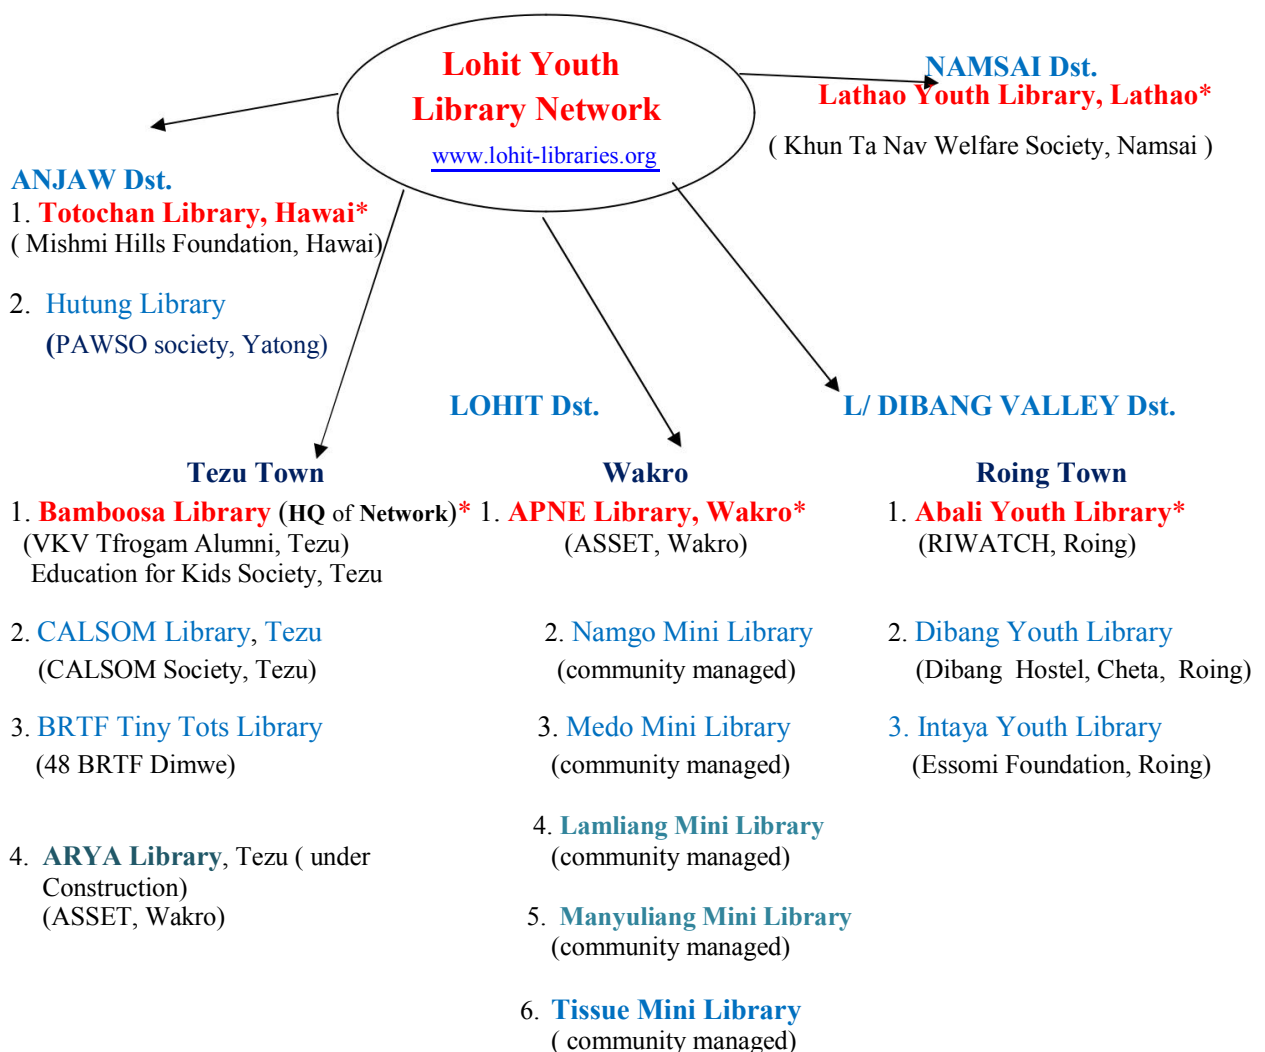 Lohit Youth
Library Network
www.lohit-libraries.org
NAMSAI Dst.
Lathao Youth Library, Lathao*
( Khun Ta Nav Welfare Society, Namsai )
ANJAW Dst.
1. Totochan Library, Hawai*
( Mishmi Hills Foundation, Hawai)
2. Hutung Library
(PAWSO society, Yatong)
LOHIT Dst.
L/ DIBANG VALLEY Dst.
Tezu Town
1. Bamboosa Library (HQ of Network)*
(VKV Tfrogam Alumni, Tezu)
Education for Kids Society, Tezu
2. CALSOM Library, Tezu
(CALSOM Society, Tezu)
3. BRTF Tiny Tots Library
(48 BRTF Dimwe)
4. ARYA Library, Tezu ( under
Construction)
(ASSET, Wakro)
Wakro
1. APNE Library, Wakro*
(ASSET, Wakro)
2. Namgo Mini Library
(community managed)
3. Medo Mini Library
(community managed)
4. Lamliang Mini Library
(community managed)
5. Manyuliang Mini Library
(community managed)
6. Tissue Mini Library
( community managed)
Roing Town
1. Abali Youth Library*
(RIWATCH, Roing)
2. Dibang Youth Library
(Dibang Hostel, Cheta, Roing)
3. Intaya Youth Library
(Essomi Foundation, Roing)